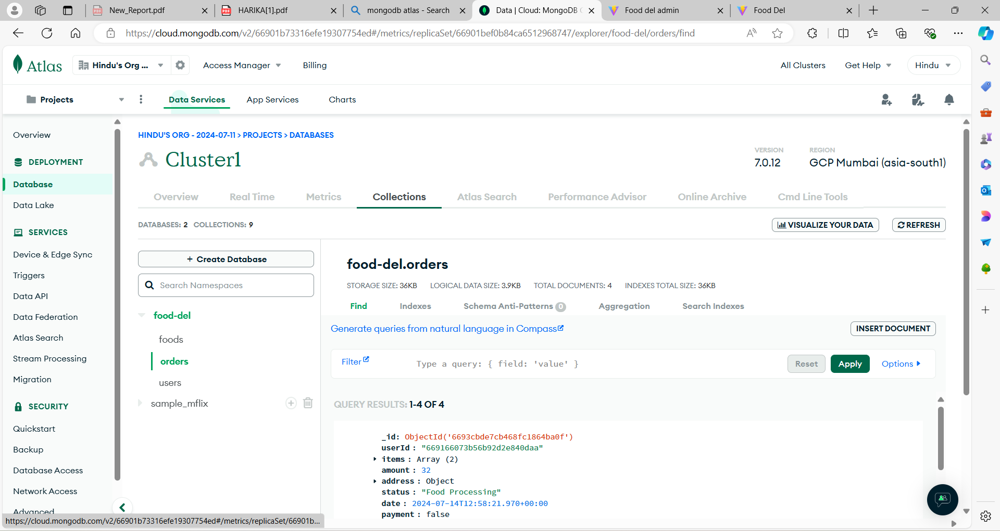 New_Report.pdf
HARIKA[1].pdf
mongodb atlas - Search
Data | Cloud: MongoDB
Food del admin
Food Del
https://cloud.mongodb.com/v2/66901b73316efe19307754ed#/metrics/replicaSet/66901bef0b84ca6512968747/explorer/food-del/orders/find
Atlas
Hindu's Org ...
Access Manager
Billing
All Clusters
Get Help
Hindu
Projects
Data Services
App Services
Charts
Overview
DEPLOYMENT
Database
Data Lake
SERVICES
Device & Edge Sync
Triggers
Data API
Data Federation
Atlas Search
Stream Processing
Migration
SECURITY
Quickstart
Backup
Database Access
Network Access
Advanced
https://cloud.mongodb.com/v2/66901b73316efe19307754ed#/metrics/replicaSet/66901b...
HINDU'S ORG - 2024-07-11 > PROJECTS > DATABASES
Cluster1
VERSION
7.0.12
REGION
GCP Mumbai (asia-south1)
Overview
Real Time
Metrics
Collections
Atlas Search
Performance Advisor
Online Archive
Cmd Line Tools
DATABASES: 2 COLLECTIONS: 9
VISUALIZE YOUR DATA
REFRESH
+ Create Database
Search Namespaces
food-del
foods
orders
users
sample_mflix
food-del.orders
STORAGE SIZE: 36KB LOGICAL DATA SIZE: 3.9KB TOTAL DOCUMENTS: 4 INDEXES TOTAL SIZE: 36KB
Find
Indexes
Schema Anti-Patterns 0
Aggregation
Search Indexes
Generate queries from natural language in Compass
INSERT DOCUMENT
Filter
Type a query: { field: 'value' }
Reset
Apply
Options
QUERY RESULTS: 1-4 OF 4
_id: ObjectId('6693cbde7cb468fc1864ba0f')
userId : "669166073b56b92d2e840daa"
items : Array (2)
amount : 32
address : Object
status : "Food Processing"
date : 2024-07-14T12:58:21.970+00:00
payment : false